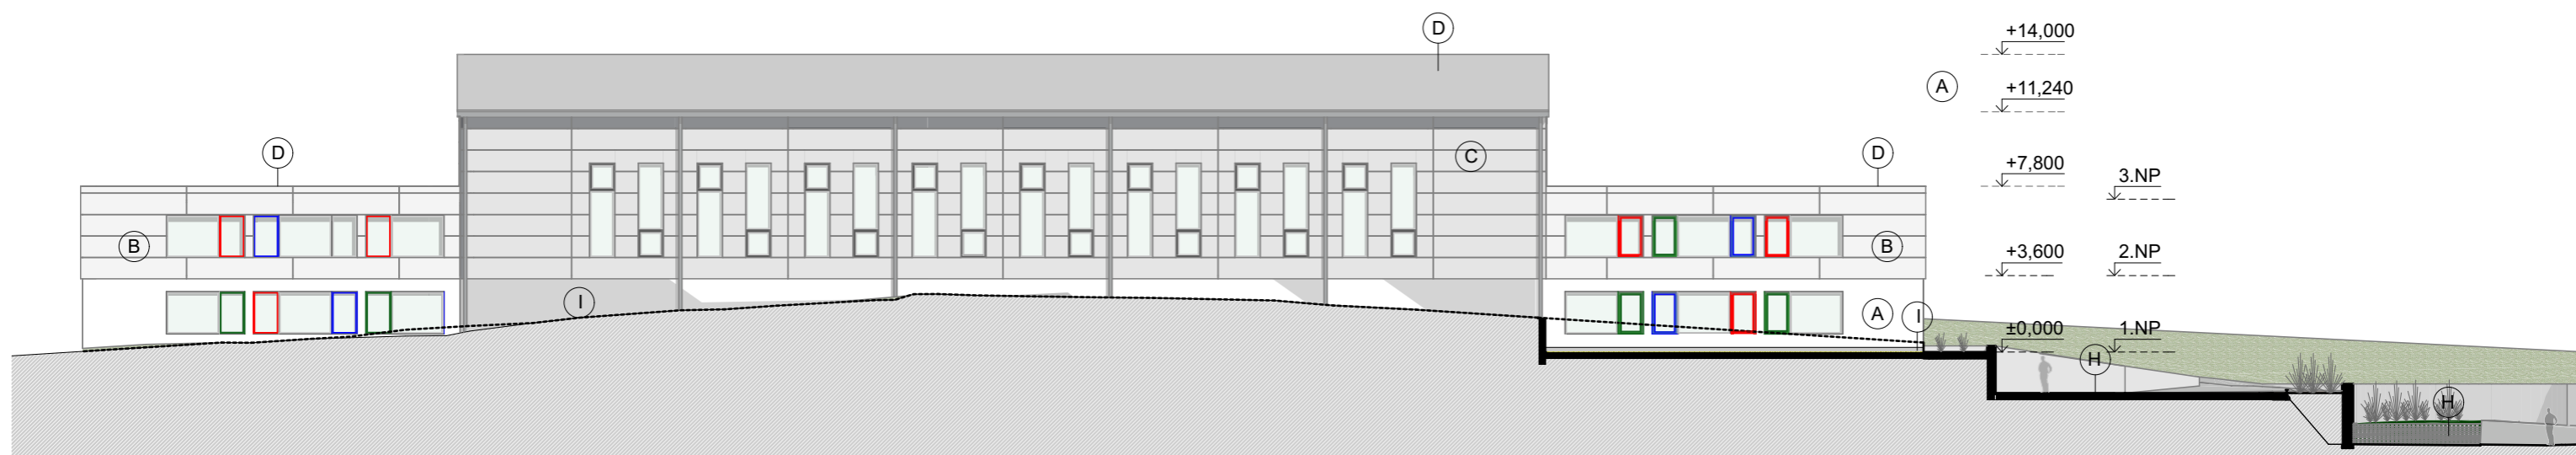 D
+14,000
A
+11,240
D
D
C
+7,800
3.NP
B
B
+3,600
2.NP
I
A
I
±0,000
1.NP
H
H